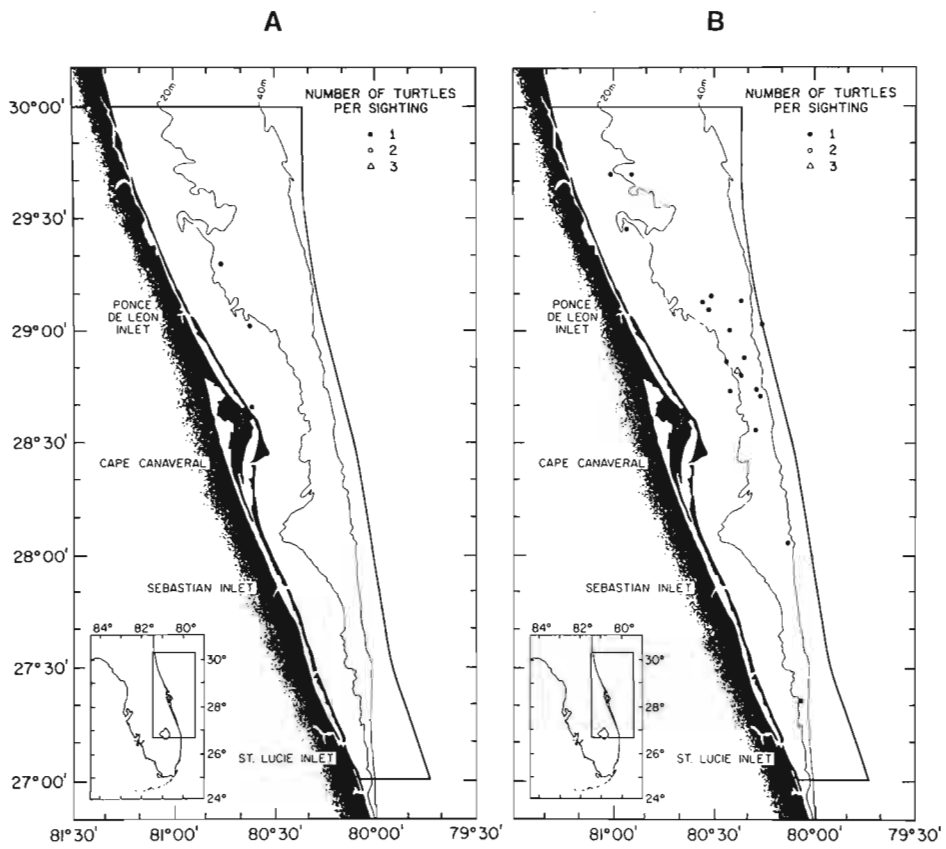 A
B
20m
40m
NUMBER OF TURTLES
PER SIGHTING
1
2
3
20m
40m
NUMBER OF TURTLES
PER SIGHTING
1
2
3
30°00'
29°30'
29°00'
28°30'
28°00'
27°30'
27°00'
PONCE
DE LEON
INLET
CAPE CANAVERAL
SEBASTIAN INLET
ST. LUCIE INLET
84° 82° 80°
30°
28°
26°
24°
PONCE
DE LEON
INLET
CAPE CANAVERAL
SEBASTIAN INLET
ST. LUCIE INLET
84° 82° 80°
30°
28°
26°
24°
81°30' 81°00' 80°30' 80°00' 79°30'
81°00' 80°30' 80°00' 79°30'